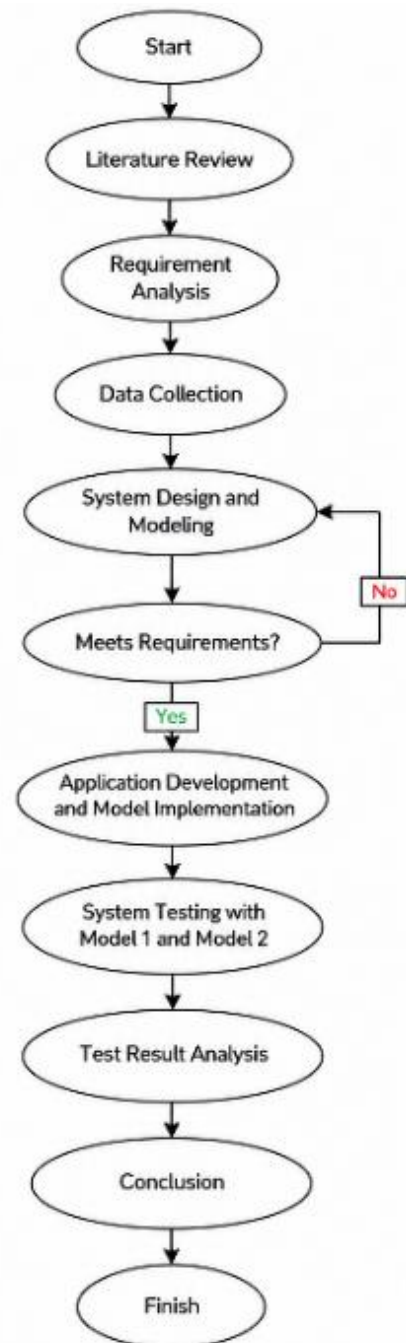 Start
Literature Review
Requirement
Analysis
Data Collection
System Design and
Modeling
No
Meets Requirements?
Yes
Application Development
and Model Implementation
System Testing with
Model 1 and Model 2
Test Result Analysis
Conclusion
Finish